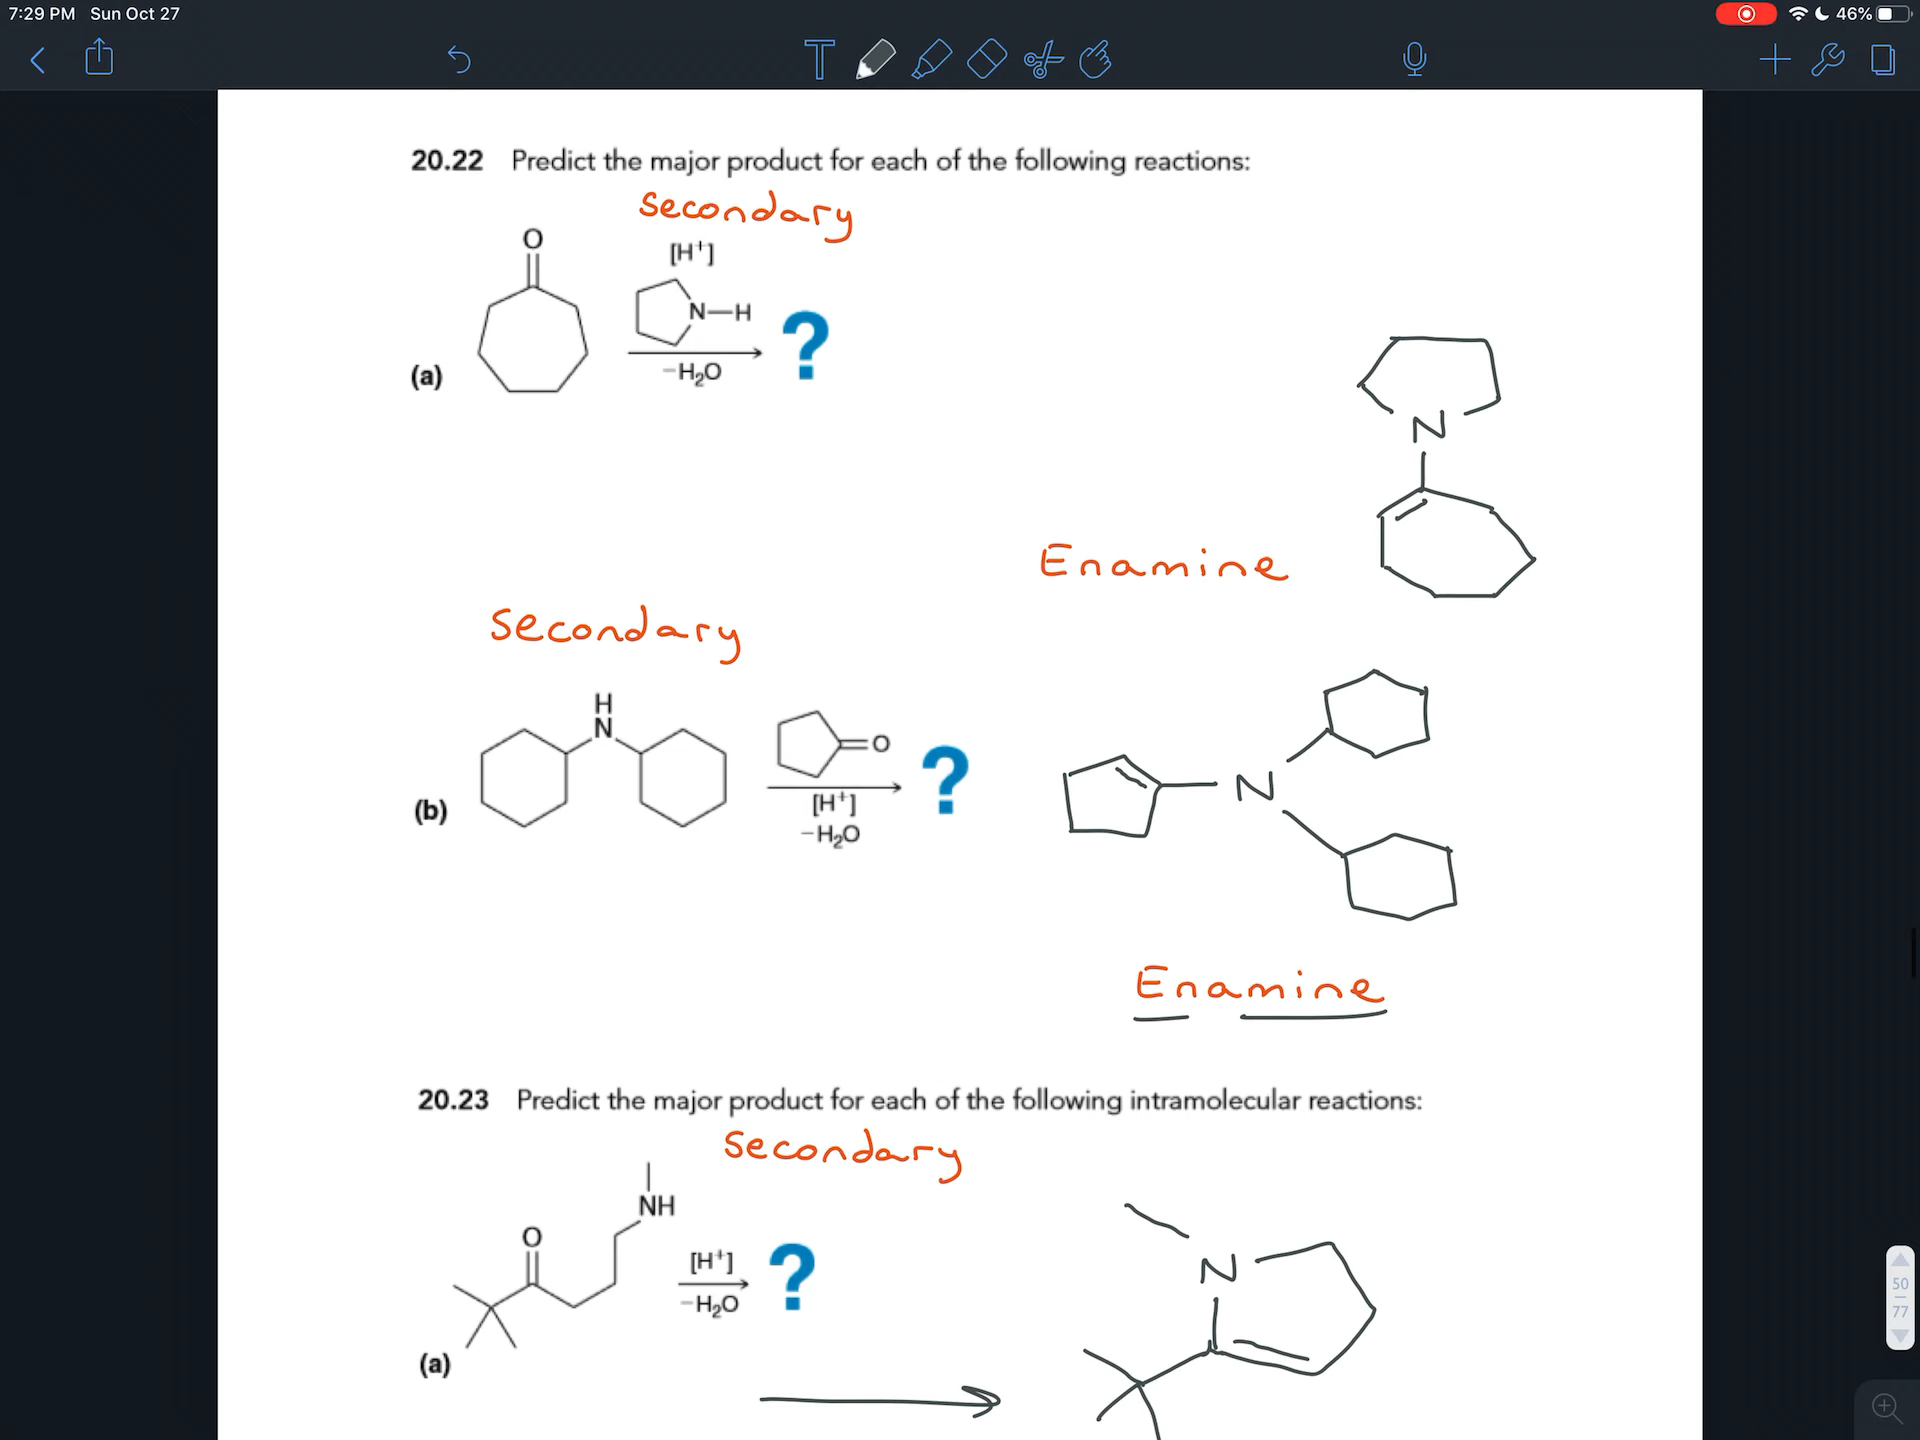 7:29 PM Sun Oct 27
46%
20.22 Predict the major product for each of the following reactions:
Secondary
O
[H⁺]
N—H
?
(a)
−H₂O
N
Enamine
Secondary
H
N
O
?
(b)
[H⁺]
−H₂O
N
Enamine
20.23 Predict the major product for each of the following intramolecular reactions:
Secondary
NH
O
[H⁺]
?
−H₂O
(a)
N
50
77